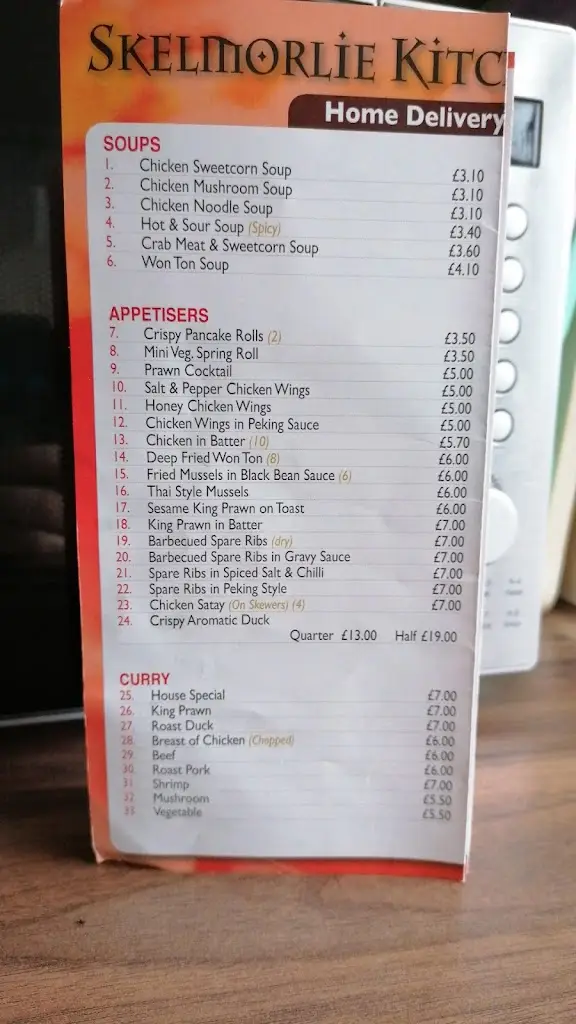 SKELMORLIE KITC
Home Delivery
SOUPS
1. Chicken Sweetcorn Soup £3.10
2. Chicken Mushroom Soup £3.10
3. Chicken Noodle Soup £3.10
4. Hot & Sour Soup (Spicy) £3.40
5. Crab Meat & Sweetcorn Soup £3.60
6. Won Ton Soup £4.10
APPETISERS
7. Crispy Pancake Rolls (2) £3.50
8. Mini Veg. Spring Roll £3.50
9. Prawn Cocktail £5.00
10. Salt & Pepper Chicken Wings £5.00
11. Honey Chicken Wings £5.00
12. Chicken Wings in Peking Sauce £5.00
13. Chicken in Batter (10) £5.70
14. Deep Fried Won Ton (8) £6.00
15. Fried Mussels in Black Bean Sauce (6) £6.00
16. Thai Style Mussels £6.00
17. Sesame King Prawn on Toast £6.00
18. King Prawn in Batter £7.00
19. Barbecued Spare Ribs (dry) £7.00
20. Barbecued Spare Ribs in Gravy Sauce £7.00
21. Spare Ribs in Spiced Salt & Chilli £7.00
22. Spare Ribs in Peking Style £7.00
23. Chicken Satay (On Skewers) (4) £7.00
24. Crispy Aromatic Duck
Quarter £13.00 Half £19.00
CURRY
25. House Special £7.00
26. King Prawn £7.00
27. Roast Duck £7.00
28. Breast of Chicken (Chopped) £6.00
29. Beef £6.00
30. Roast Pork £6.00
31. Shrimp £7.00
32. Mushroom £5.50
33. Vegetable £5.50